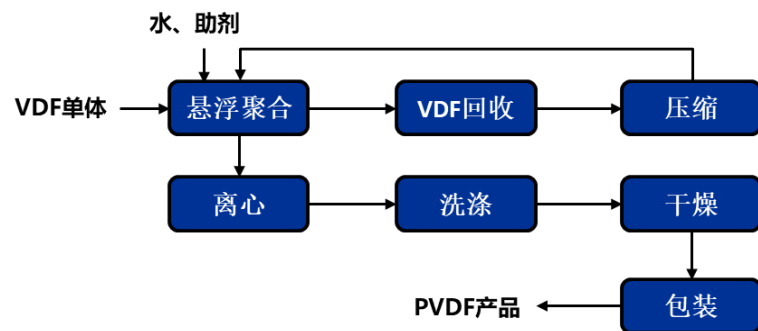 水、助剂
VDF单体
悬浮聚合
VDF回收
压缩
离心
洗涤
干燥
PVDF产品
包装